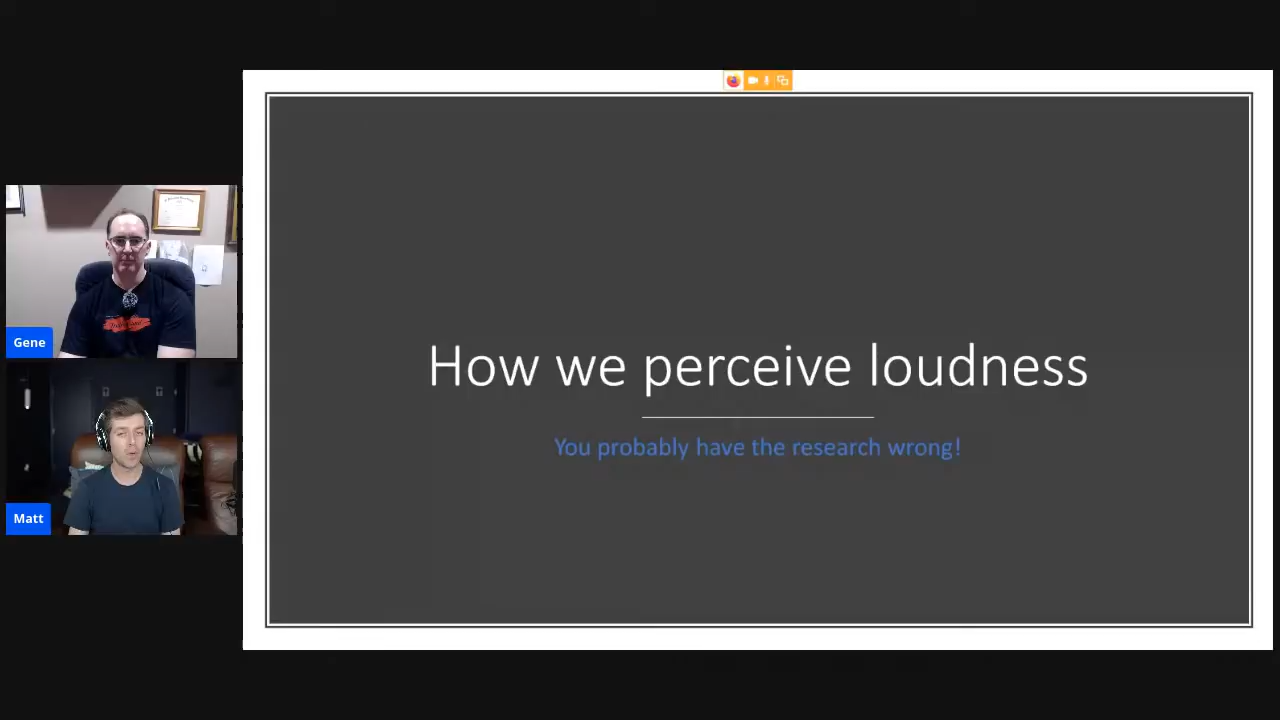 How we perceive loudness
You probably have the research wrong!
Gene
Matt